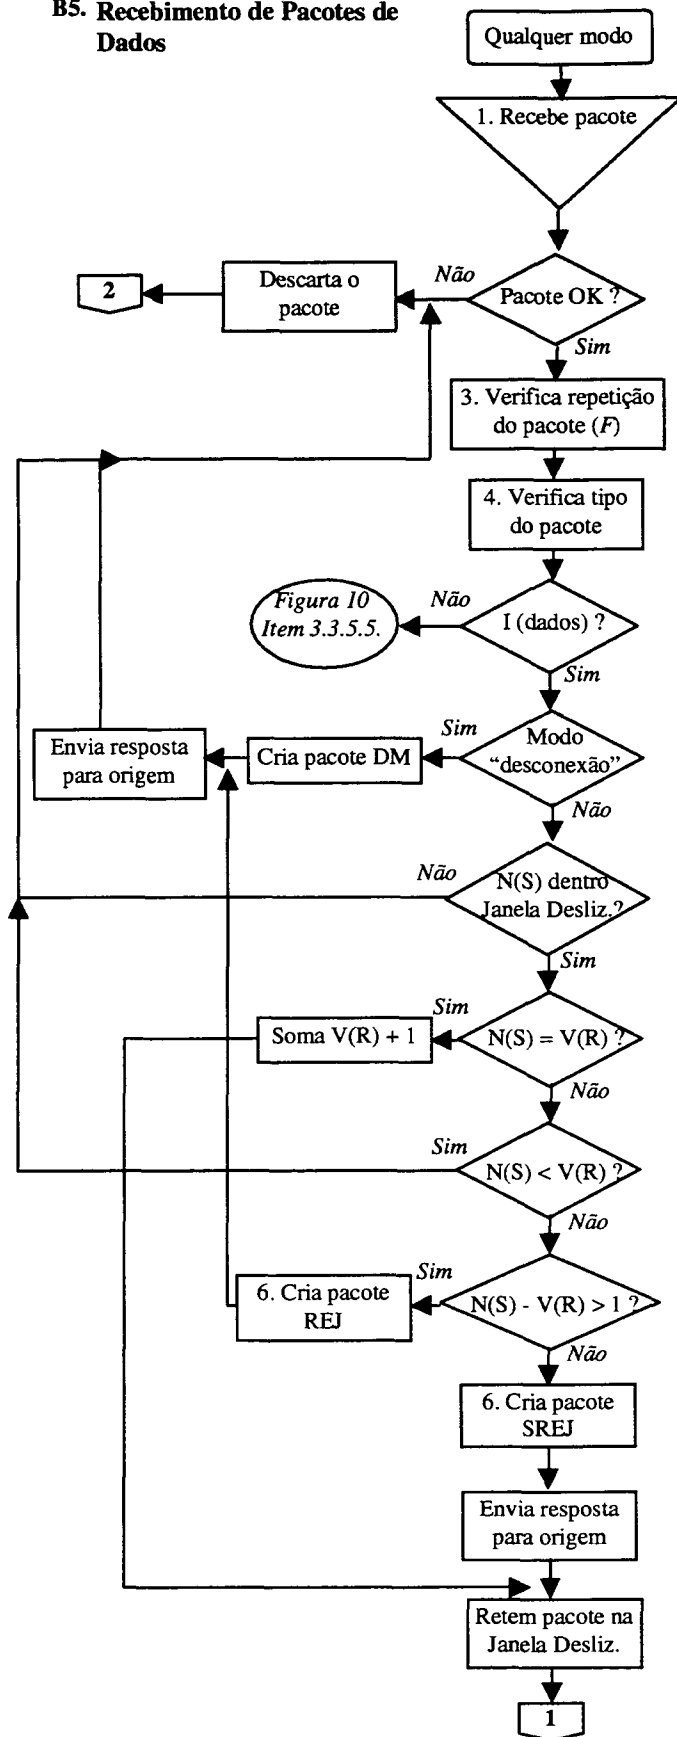 B5. Recebimento de Pacotes de
Dados
Qualquer modo
1. Recebe pacote
Pacote OK ?
Não
Descarta o
pacote
2
Sim
3. Verifica repetição
do pacote (F)
4. Verifica tipo
do pacote
I (dados) ?
Não
Figura 10
Item 3.3.5.5.
Sim
Modo
“desconexão”
Sim
Cria pacote DM
Envia resposta
para origem
Não
N(S) dentro
Janela Desliz.?
Não
Sim
N(S) = V(R) ?
Sim
Soma V(R) + 1
Não
N(S) < V(R) ?
Sim
Não
N(S) - V(R) > 1 ?
Sim
6. Cria pacote
REJ
Não
6. Cria pacote
SREJ
Envia resposta
para origem
Retem pacote na
Janela Desliz.
1